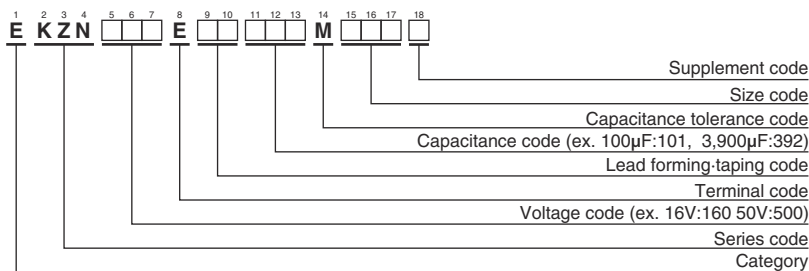 1 2 3 4 5 6 7 8 9 10 11 12 13 14 15 16 17 18
E KZN E M
Supplement code
Size code
Capacitance tolerance code
Capacitance code (ex. 100µF:101, 3,900µF:392)
Lead forming·taping code
Terminal code
Voltage code (ex. 16V:160 50V:500)
Series code
Category